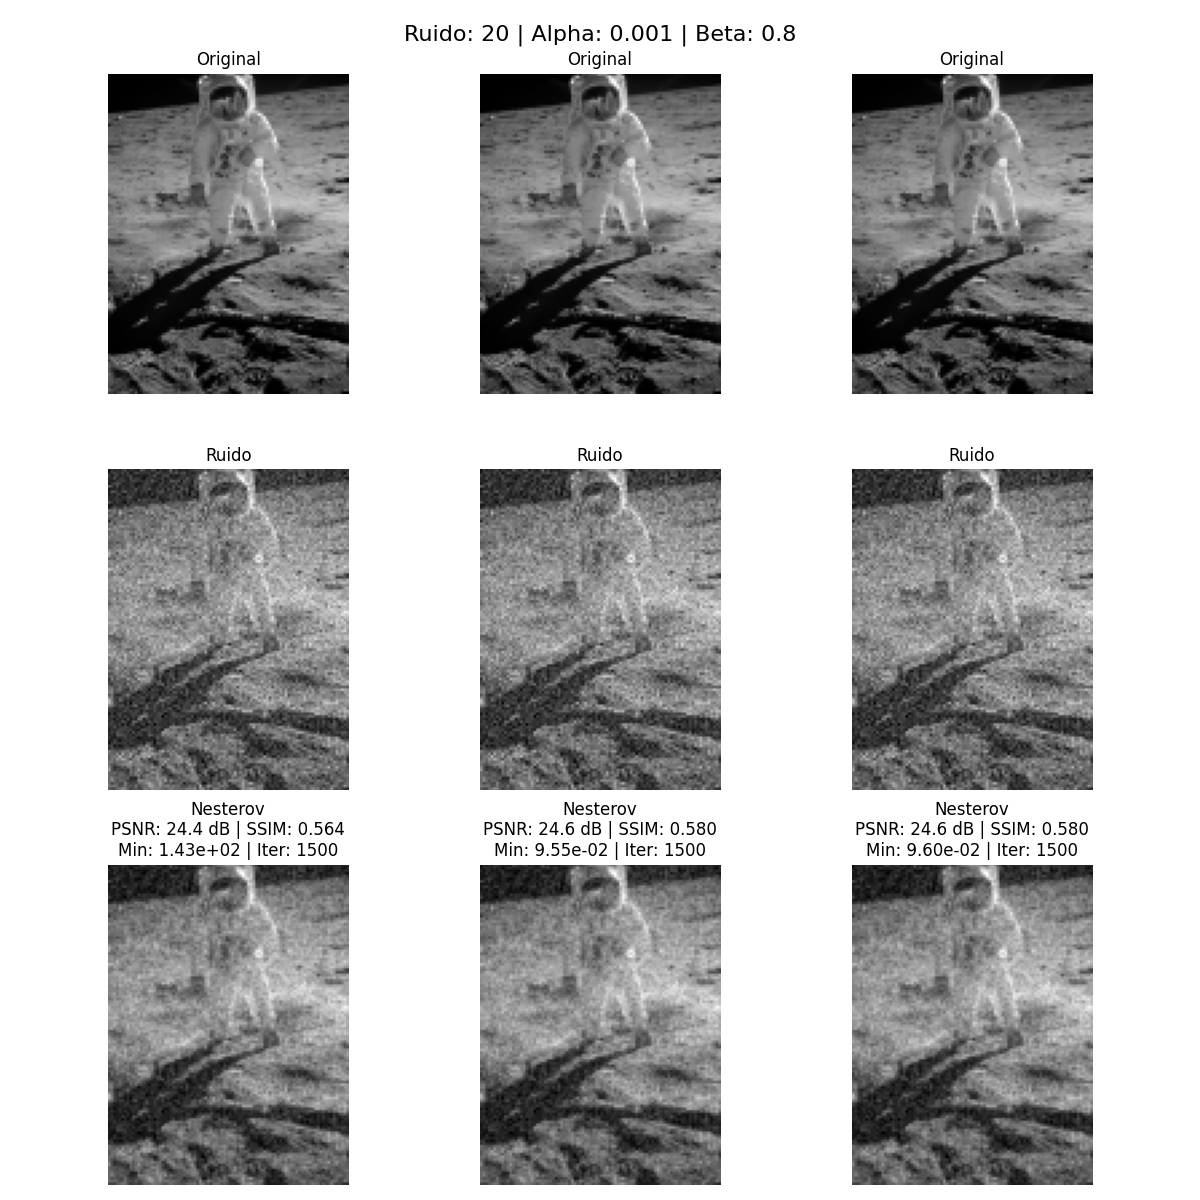 Ruido: 20 | Alpha: 0.001 | Beta: 0.8
Original
Original
Original
Ruido
Ruido
Ruido
Nesterov
PSNR: 24.4 dB | SSIM: 0.564
Min: 1.43e+02 | Iter: 1500
Nesterov
PSNR: 24.6 dB | SSIM: 0.580
Min: 9.55e-02 | Iter: 1500
Nesterov
PSNR: 24.6 dB | SSIM: 0.580
Min: 9.60e-02 | Iter: 1500